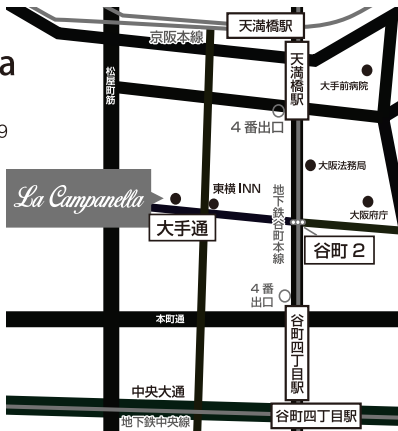 天満橋駅
京阪本線
a
天満橋駅
松屋町筋
大手前病院
9
4番出口
大阪法務局
La Campanella
東横INN
地下鉄谷町本線
大阪府庁
大手通
谷町2
4番
出口
本町通
谷町四丁目駅
中央大通
谷町四丁目駅
地下鉄中央線